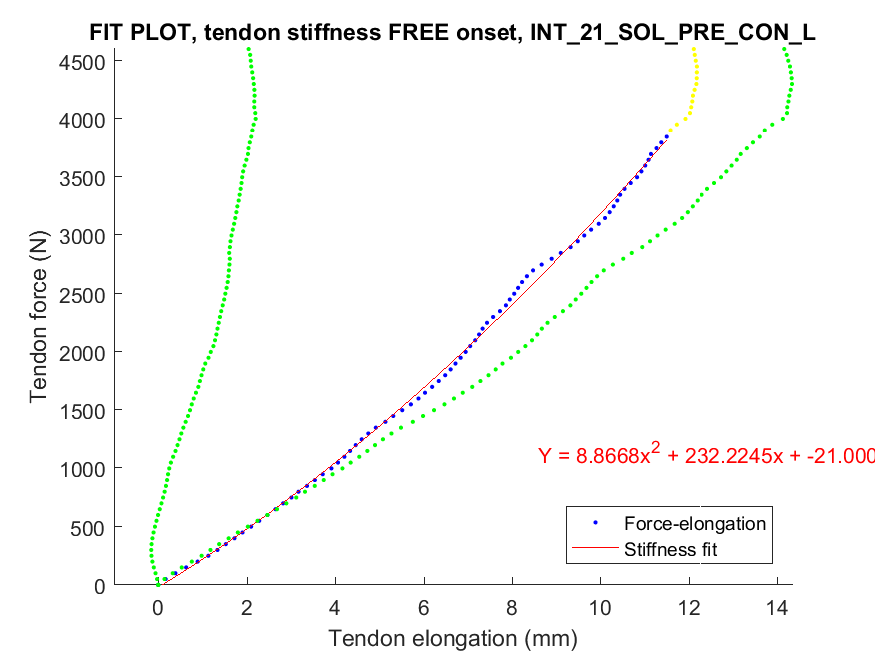 FIT PLOT, tendon stiffness FREE onset, INT_21_SOL_PRE_CON_L
4500
4000
3500
3000
2500
2000
1500
1000
500
0
Tendon force (N)
Y = 8.8668x² + 232.2245x + -21.000
Force-elongation
Stiffness fit
0 2 4 6 8 10 12 14
Tendon elongation (mm)